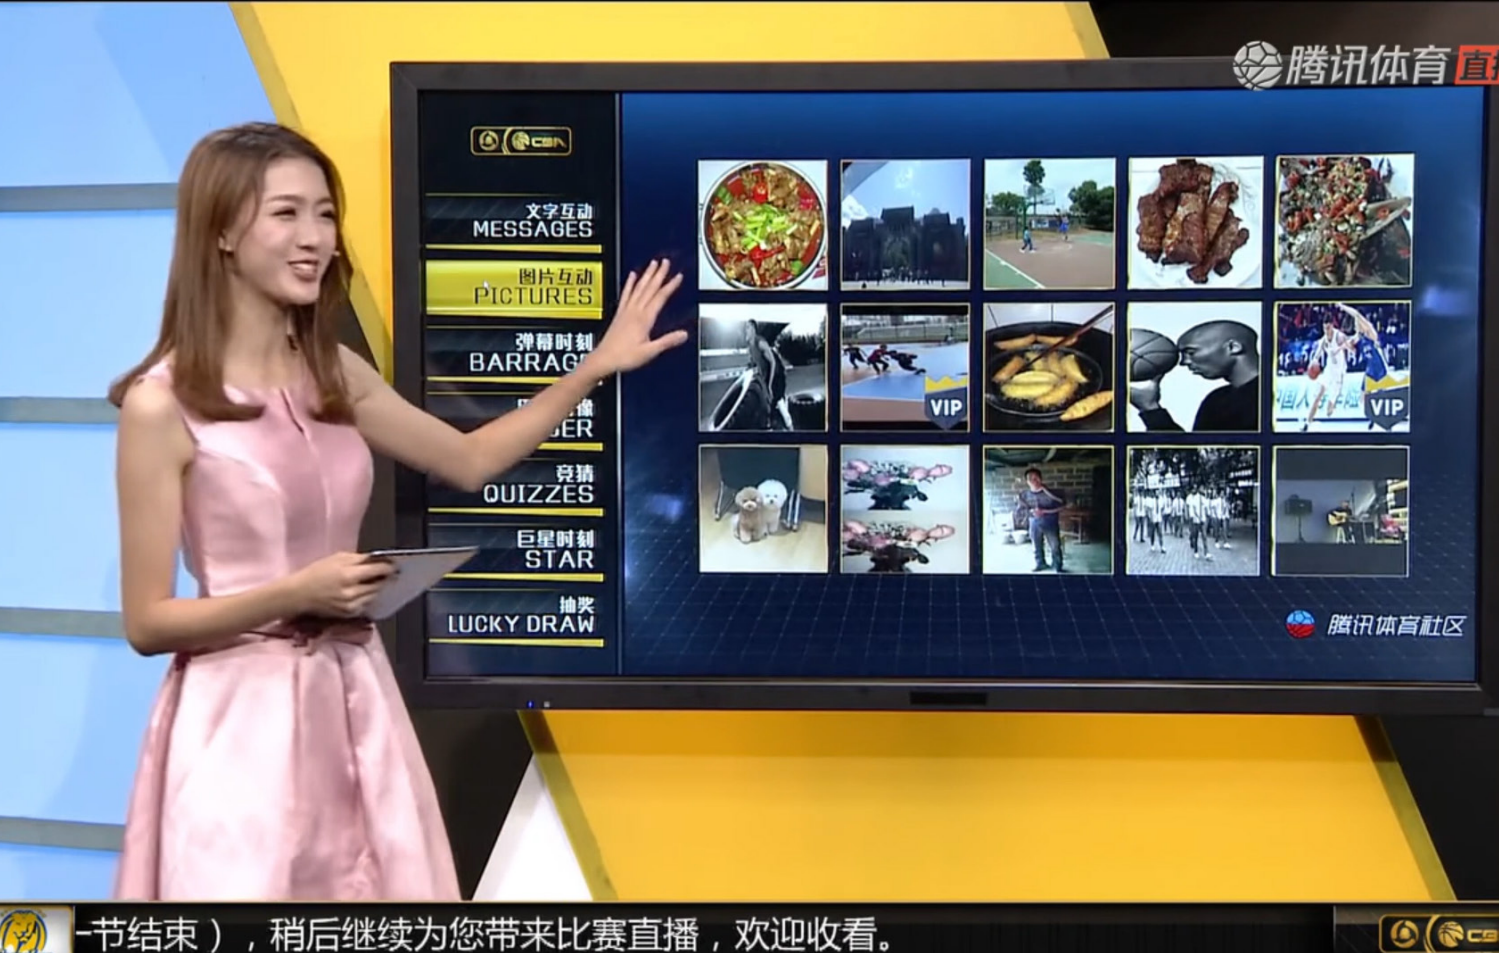 腾讯体育
CBA
文字互动
MESSAGES
图片互动
PICTURES
弹幕时刻
BARRAG
像
ER
竞猜
QUIZZES
巨星时刻
STAR
抽奖
LUCKY DRAW
VIP
VIP
腾讯体育社区
一节结束），稍后继续为您带来比赛直播，欢迎收看。